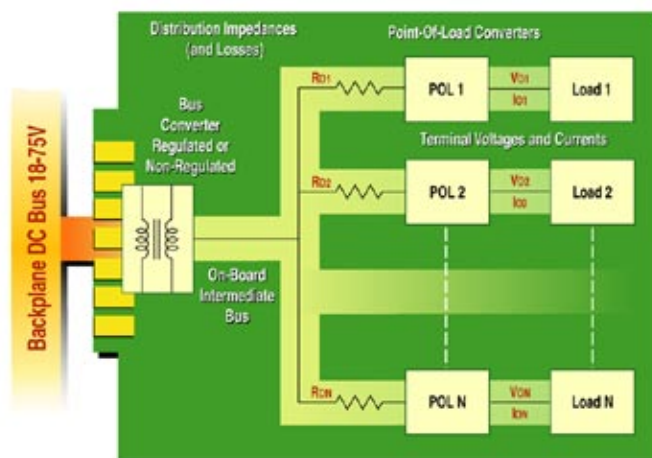 Distribution Impedances
(and Losses)
Point-Of-Load Converters
Backplane DC Bus 18-75V
Bus
Converter
Regulated or
Non-Regulated
On-Board
Intermediate
Bus
RD1
POL 1
VO1
IO1
Load 1
Terminal Voltages and Currents
RD2
POL 2
VO2
IO2
Load 2
RDN
POL N
VON
ION
Load N